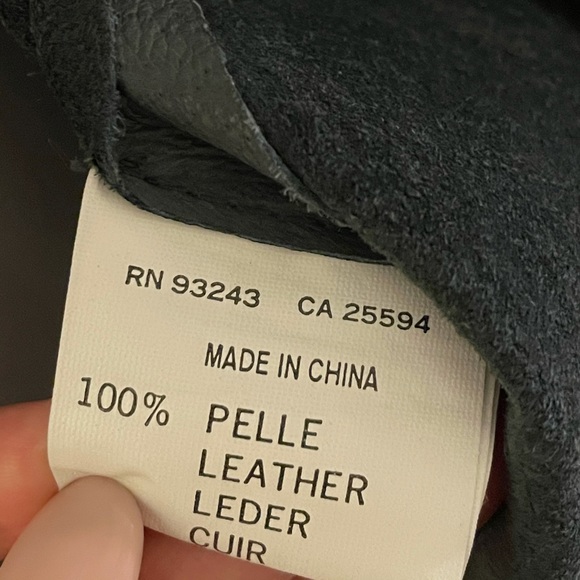 RN 93243 CA 25594
MADE IN CHINA
100% PELLE
LEATHER
LEDER
CUIR